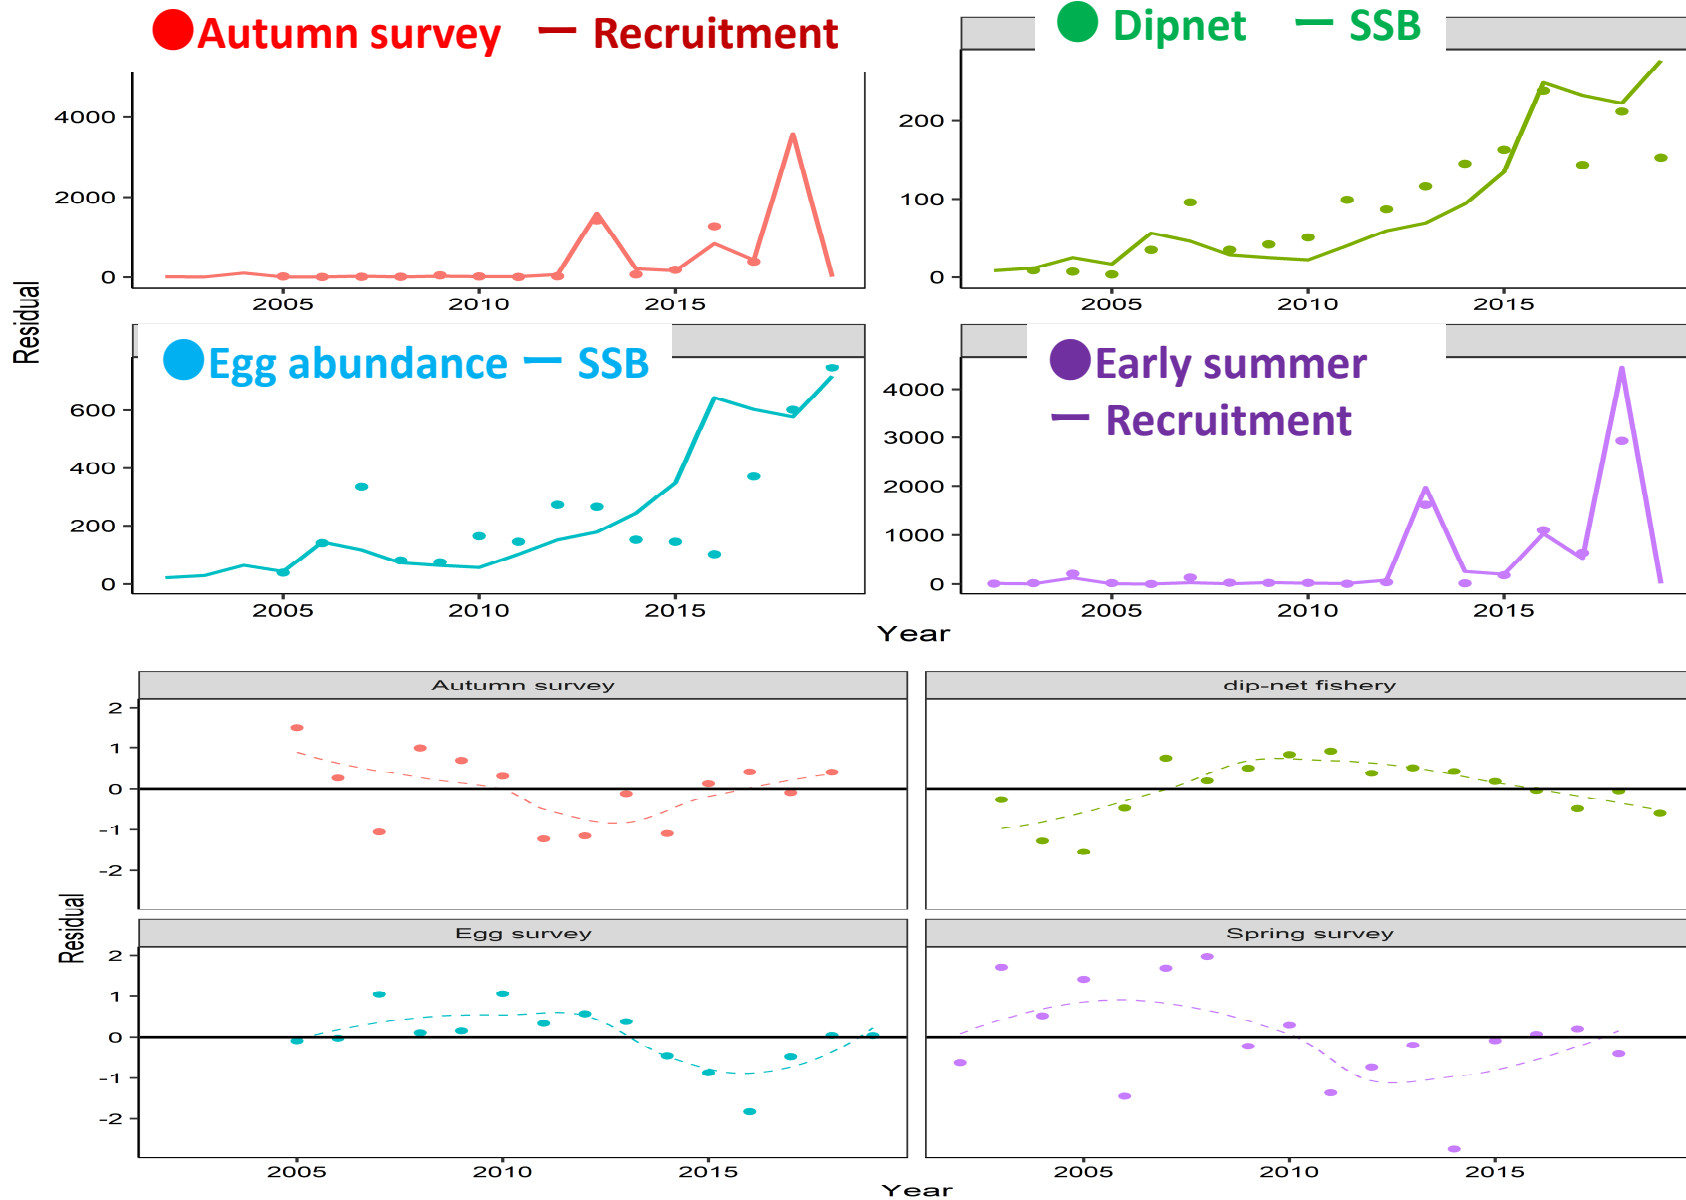 Autumn survey — Recruitment
Dipnet — SSB
4000
2000
0
2005 2010 2015
200
100
0
2005 2010 2015
Residual
Egg abundance — SSB
600
400
200
0
2005 2010 2015
Early summer
— Recruitment
4000
3000
2000
1000
0
2005 2010 2015
Year
Autumn survey
2
1
0
-1
-2
dip-net fishery
Residual
Egg survey
2
1
0
-1
-2
2005 2010 2015
Spring survey
2005 2010 2015
Year